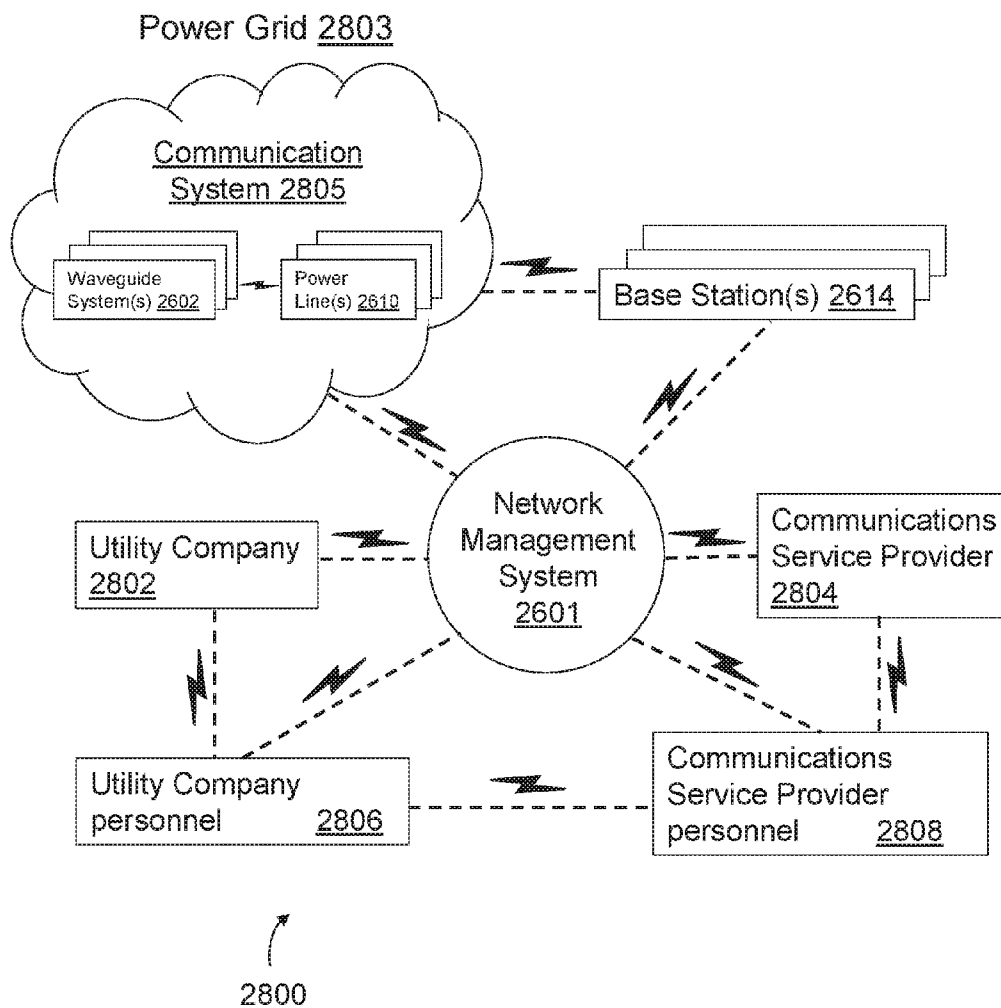 Power Grid 2803
Communication
System 2805
Waveguide
System(s) 2602
Power
Line(s) 2610
Base Station(s) 2614
Network
Management
System
2601
Utility Company
2802
Communications
Service Provider
2804
Utility Company
personnel 2806
Communications
Service Provider
personnel 2808
2800